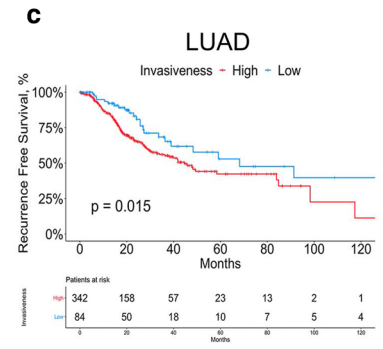 c
LUAD
Invasiveness High Low
Recurrence Free Survival, %
100%
75%
50%
25%
0%
p = 0.015
0 20 40 60 80 100 120
Months
Patients at risk
Invasiveness
High 342 158 57 23 13 2 1
Low 84 50 18 10 7 5 4
0 20 40 60 80 100 120
Months